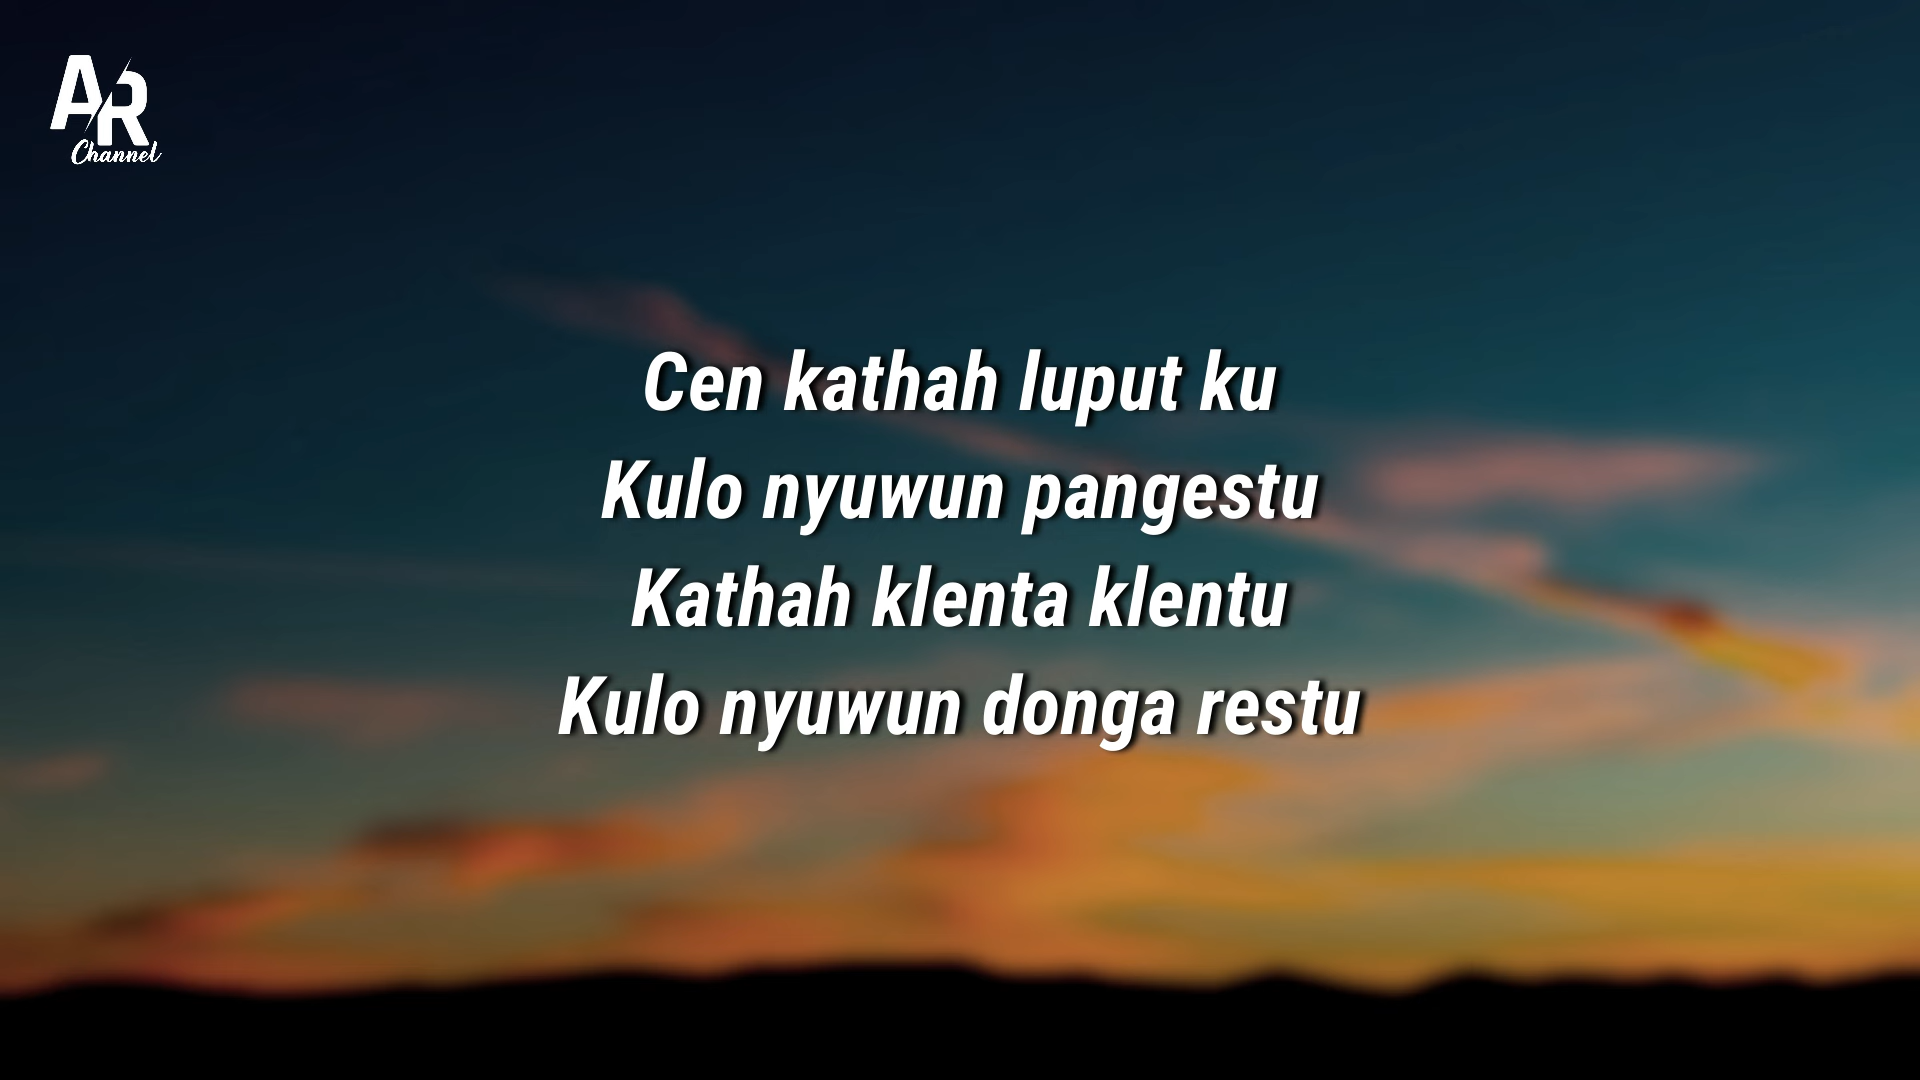 AR
Channel
Cen kathah luput ku
Kulo nyuwun pangestu
Kathah klenta klentu
Kulo nyuwun donga restu